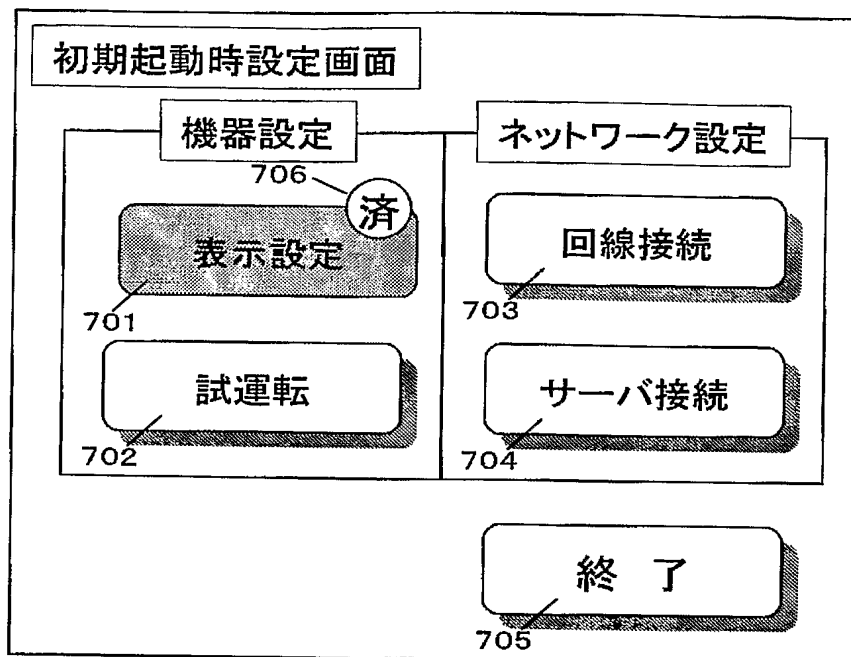 初期起動時設定画面
機器設定
706
済
表示設定
701
試運転
702
ネットワーク設定
回線接続
703
サーバ接続
704
終 了
705